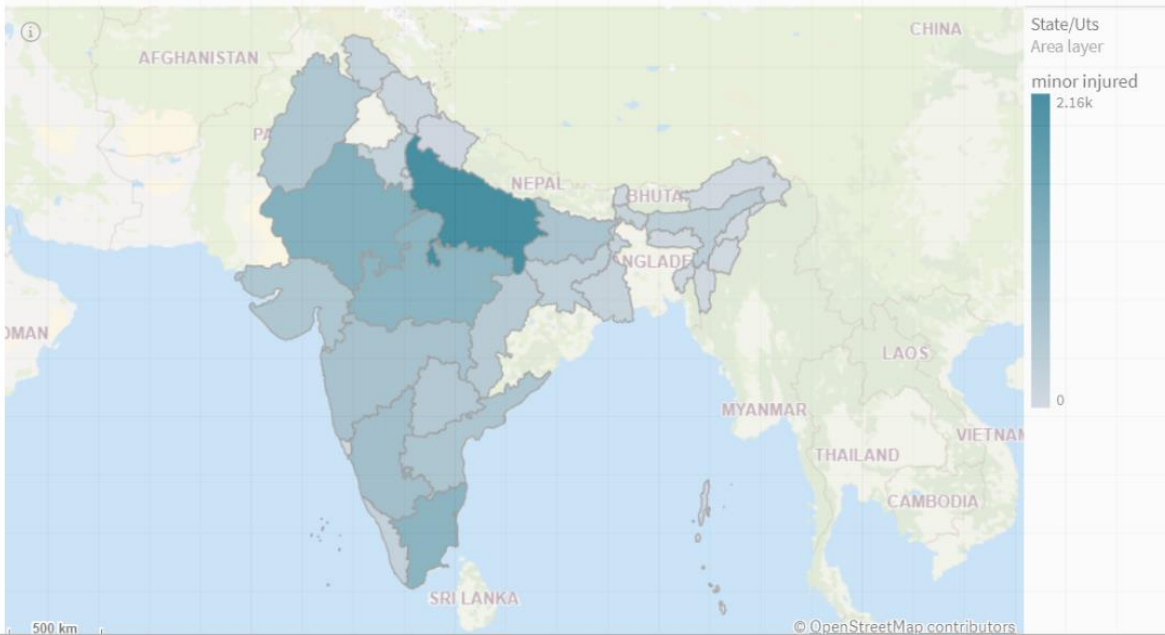 CHINA
AFGHANISTAN
PA
NEPAL
BHUTA
NGLADE
OMAN
LAOS
MYANMAR
VIETNAM
THAILAND
CAMBODIA
SRI LANKA
500 km
© OpenStreetMap contributors
State/Uts
Area layer
minor injured
2.16k
0